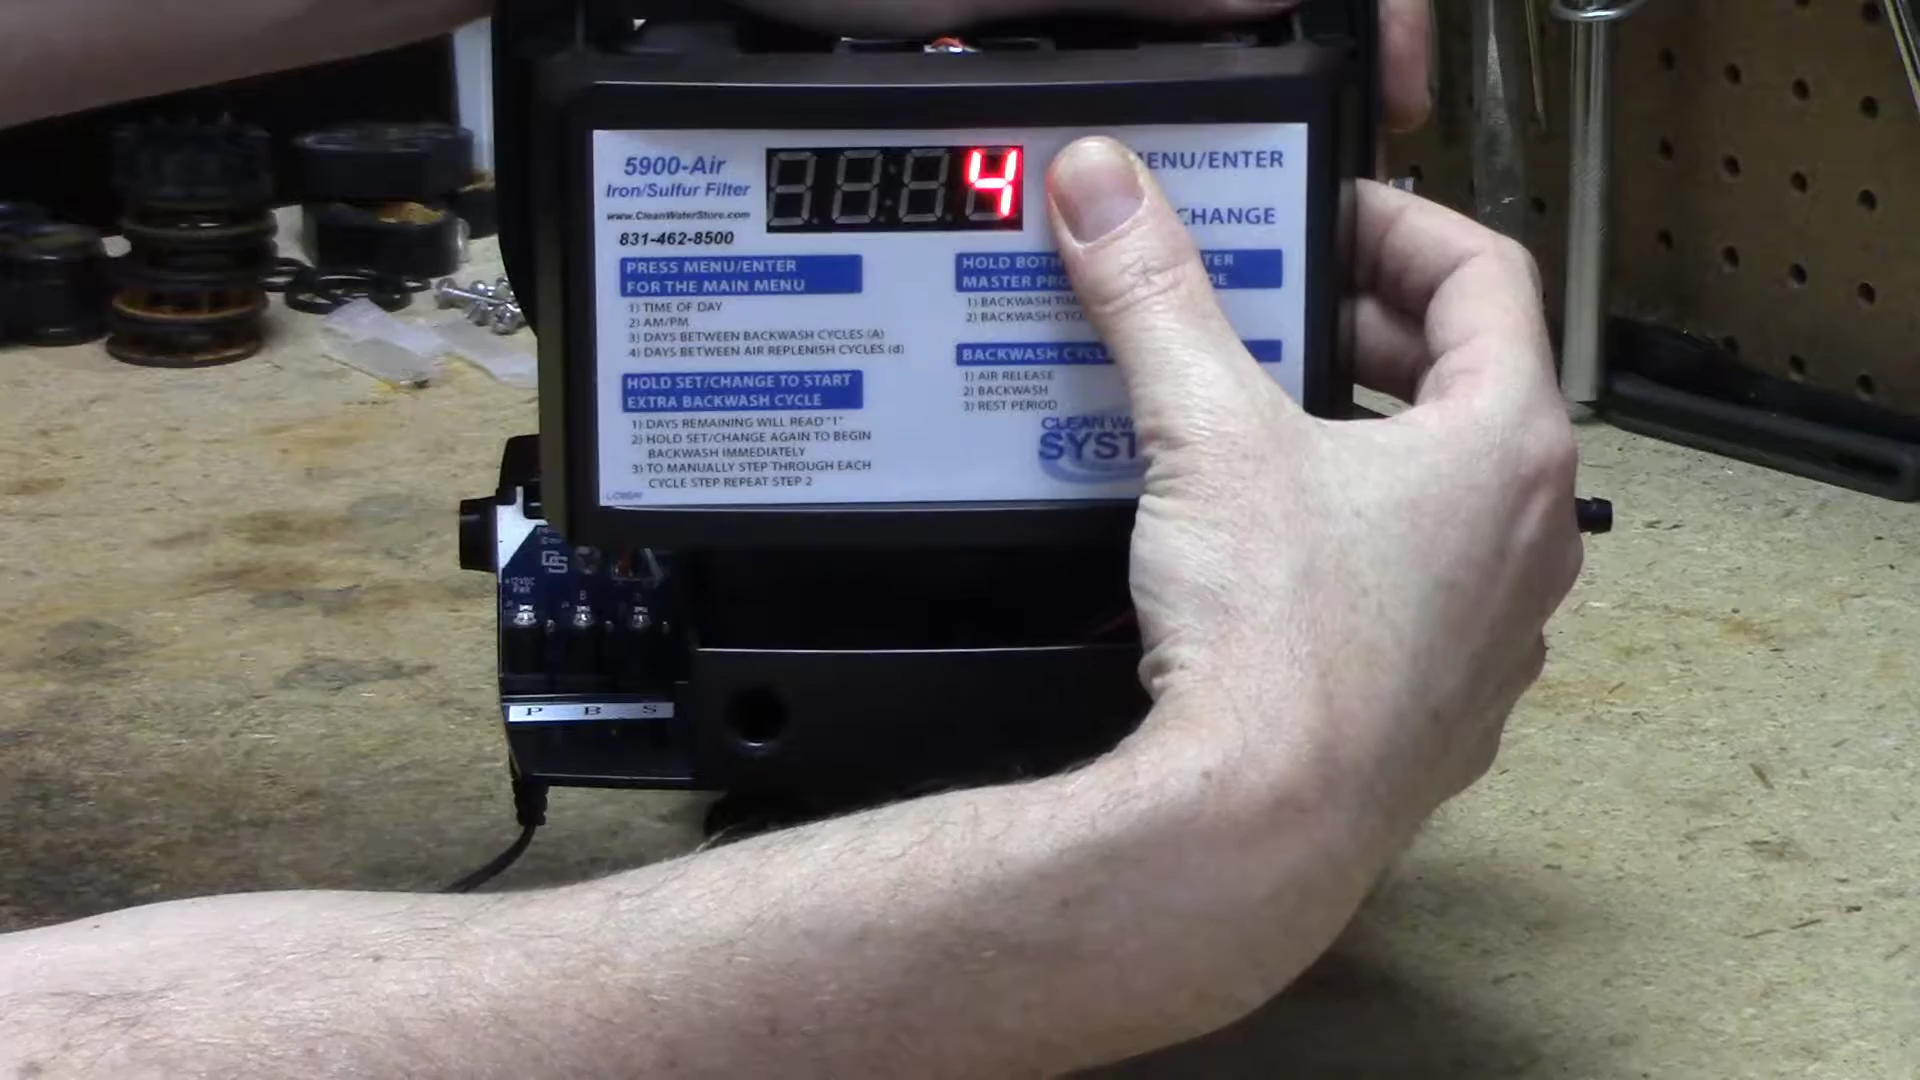 5900-Air
Iron/Sulfur Filter
www.CleanWaterStore.com
831-462-8500
4
MENU/ENTER
CHANGE
PRESS MENU/ENTER
FOR THE MAIN MENU
1) TIME OF DAY
2) AM/PM
3) DAYS BETWEEN BACKWASH CYCLES (A)
4) DAYS BETWEEN AIR REPLENISH CYCLES (d)
HOLD SET/CHANGE TO START
EXTRA BACKWASH CYCLE
1) DAYS REMAINING WILL READ "1"
2) HOLD SET/CHANGE AGAIN TO BEGIN
BACKWASH IMMEDIATELY
3) TO MANUALLY STEP THROUGH EACH
CYCLE STEP REPEAT STEP 2
HOLD BOTH
MASTER
1) BACKWASH
2) BACKWASH
BACKWASH
1) AIR RELEASE
2) BACKWASH
3) REST PERIOD
CLEAN
SYST
+12VDC
PWR
B
P B S